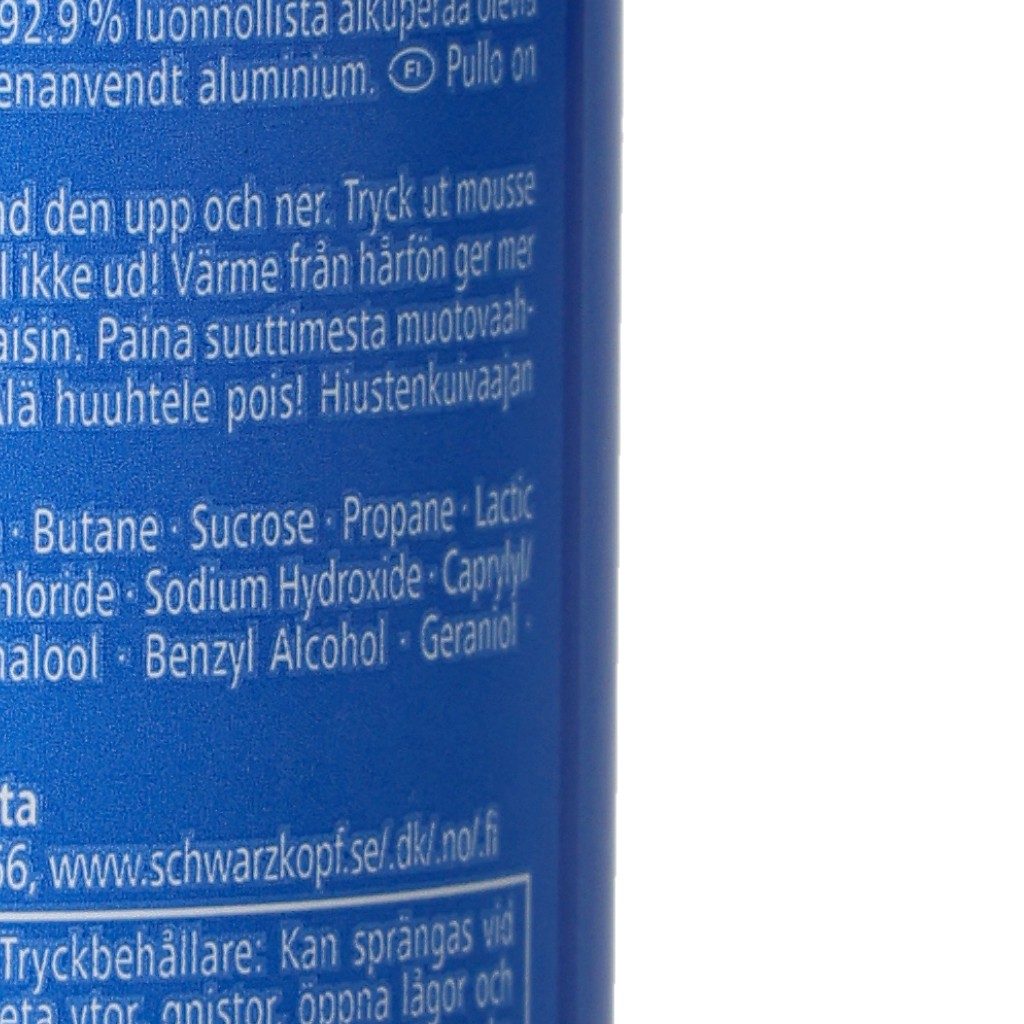 92.9 % luonnollista alkuperää olevia
enanvendt aluminium. FI Pullo on
nd den upp och ner. Tryck ut mousse
l ikke ud! Värme från hårfön ger mer
aisin. Paina suuttimesta muotovaah-
Älä huuhtele pois! Hiustenkuivaajan
· Butane · Sucrose · Propane · Lactic
hloride · Sodium Hydroxide · Caprylyl/
nalool · Benzyl Alcohol · Geraniol ·
ta
66, www.schwarzkopf.se/.dk/.no/.fi
Tryckbehållare: Kan sprängas vid
eta ytor, gnistor, öppna lågor och